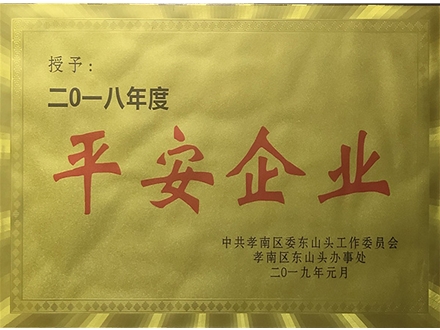 授予：
二0一八年度
平安企业
中共孝南区委东山头工作委员会
孝南区东山头办事处
二0一九年元月